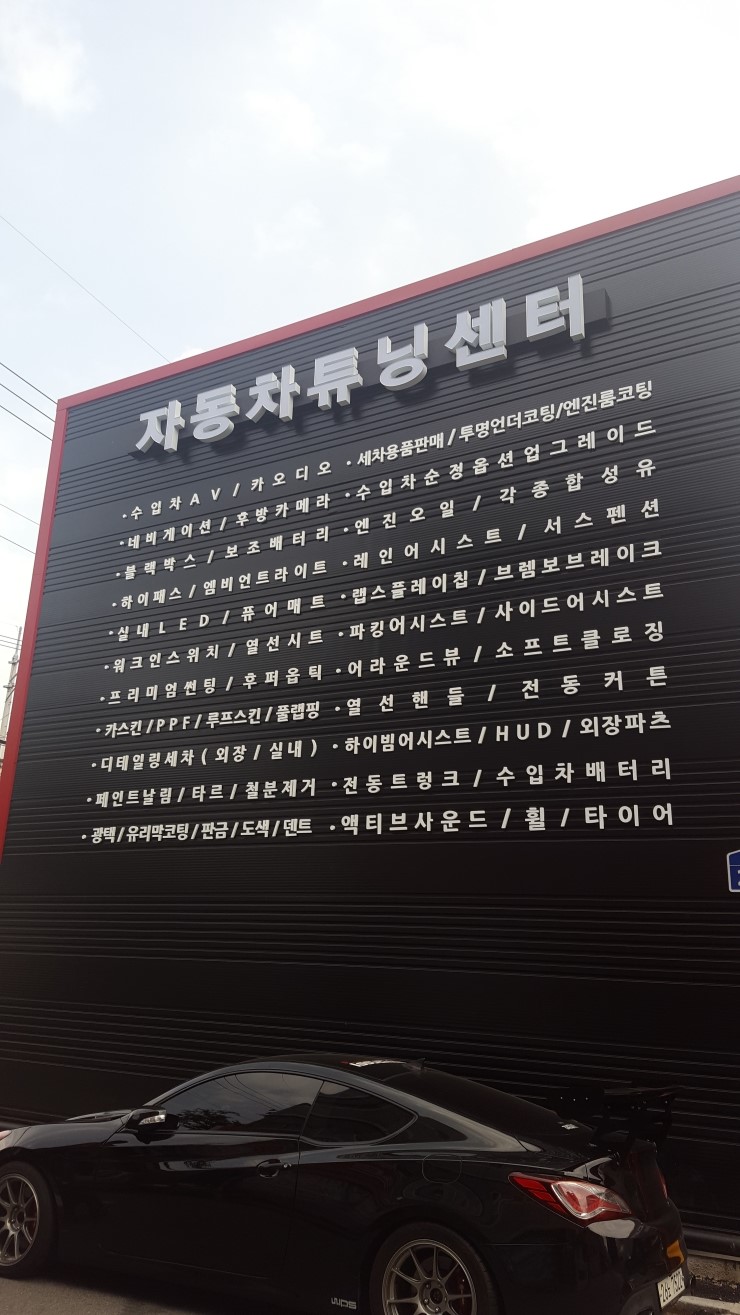 자동차튜닝센터
• 수입차AV / 카오디오
• 네비게이션 / 후방카메라
• 블랙박스 / 보조배터리
• 하이패스 / 엠비언트라이트
• 실내LED / 퓨어매트
• 워크인스위치 / 열선시트
• 프리미엄썬팅 / 후퍼옵틱
• 카스킨 / PPF / 루프스킨 / 풀랩핑
• 디테일링세차 ( 외장 / 실내 )
• 페인트날림 / 타르 / 철분제거
• 광택 / 유리막코팅 / 판금 / 도색 / 덴트
• 세차용품판매 / 투명언더코팅/엔진룸코팅
• 수입차순정옵션업그레이드
• 엔진오일 / 각종합성유
• 레인어시스트 / 서스펜션
• 랩스플레이칩 / 브렘보브레이크
• 파킹어시스트 / 사이드어시스트
• 어라운드뷰 / 소프트클로징
• 열선핸들 / 전동커튼
• 하이빔어시스트 / HUD / 외장파츠
• 전동트렁크 / 수입차배터리
• 액티브사운드 / 휠 / 타이어